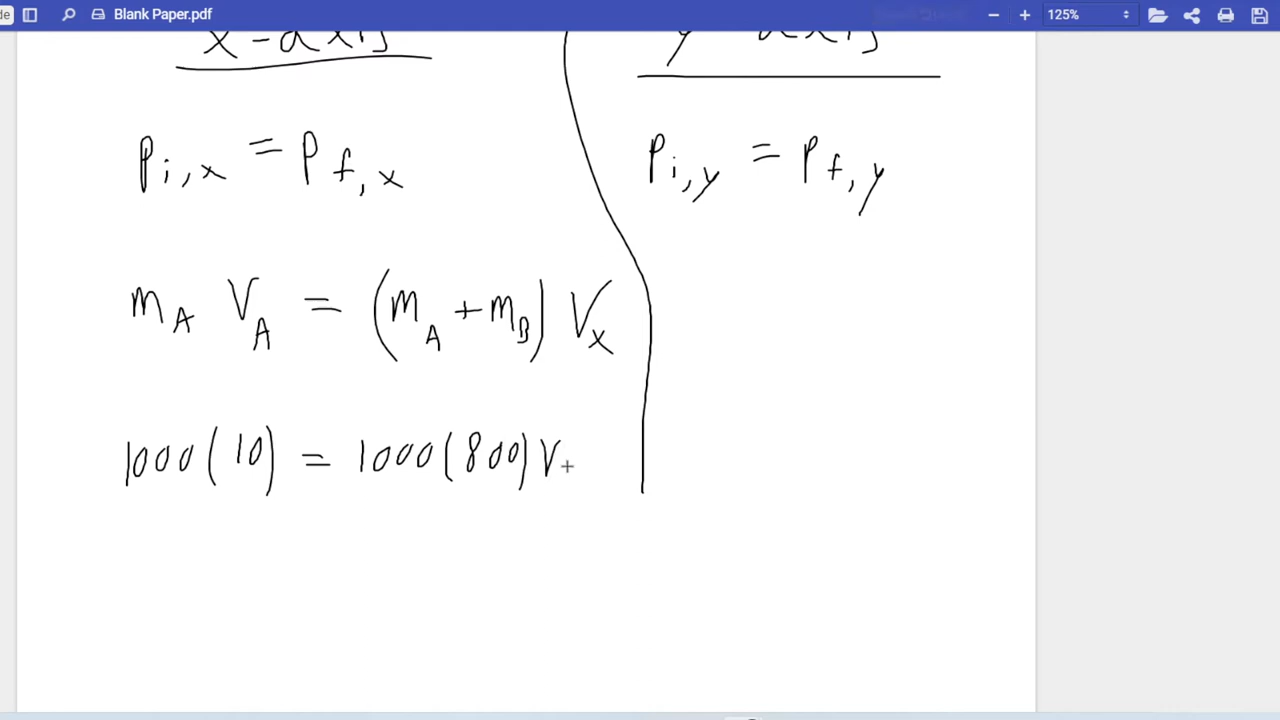 Blank Paper.pdf
125%
x - axis
y - axis
Pi,x = Pf,x
Pi,y = Pf,y
mA VA = (mA + mB) Vx
1000(10) = 1000(800) V